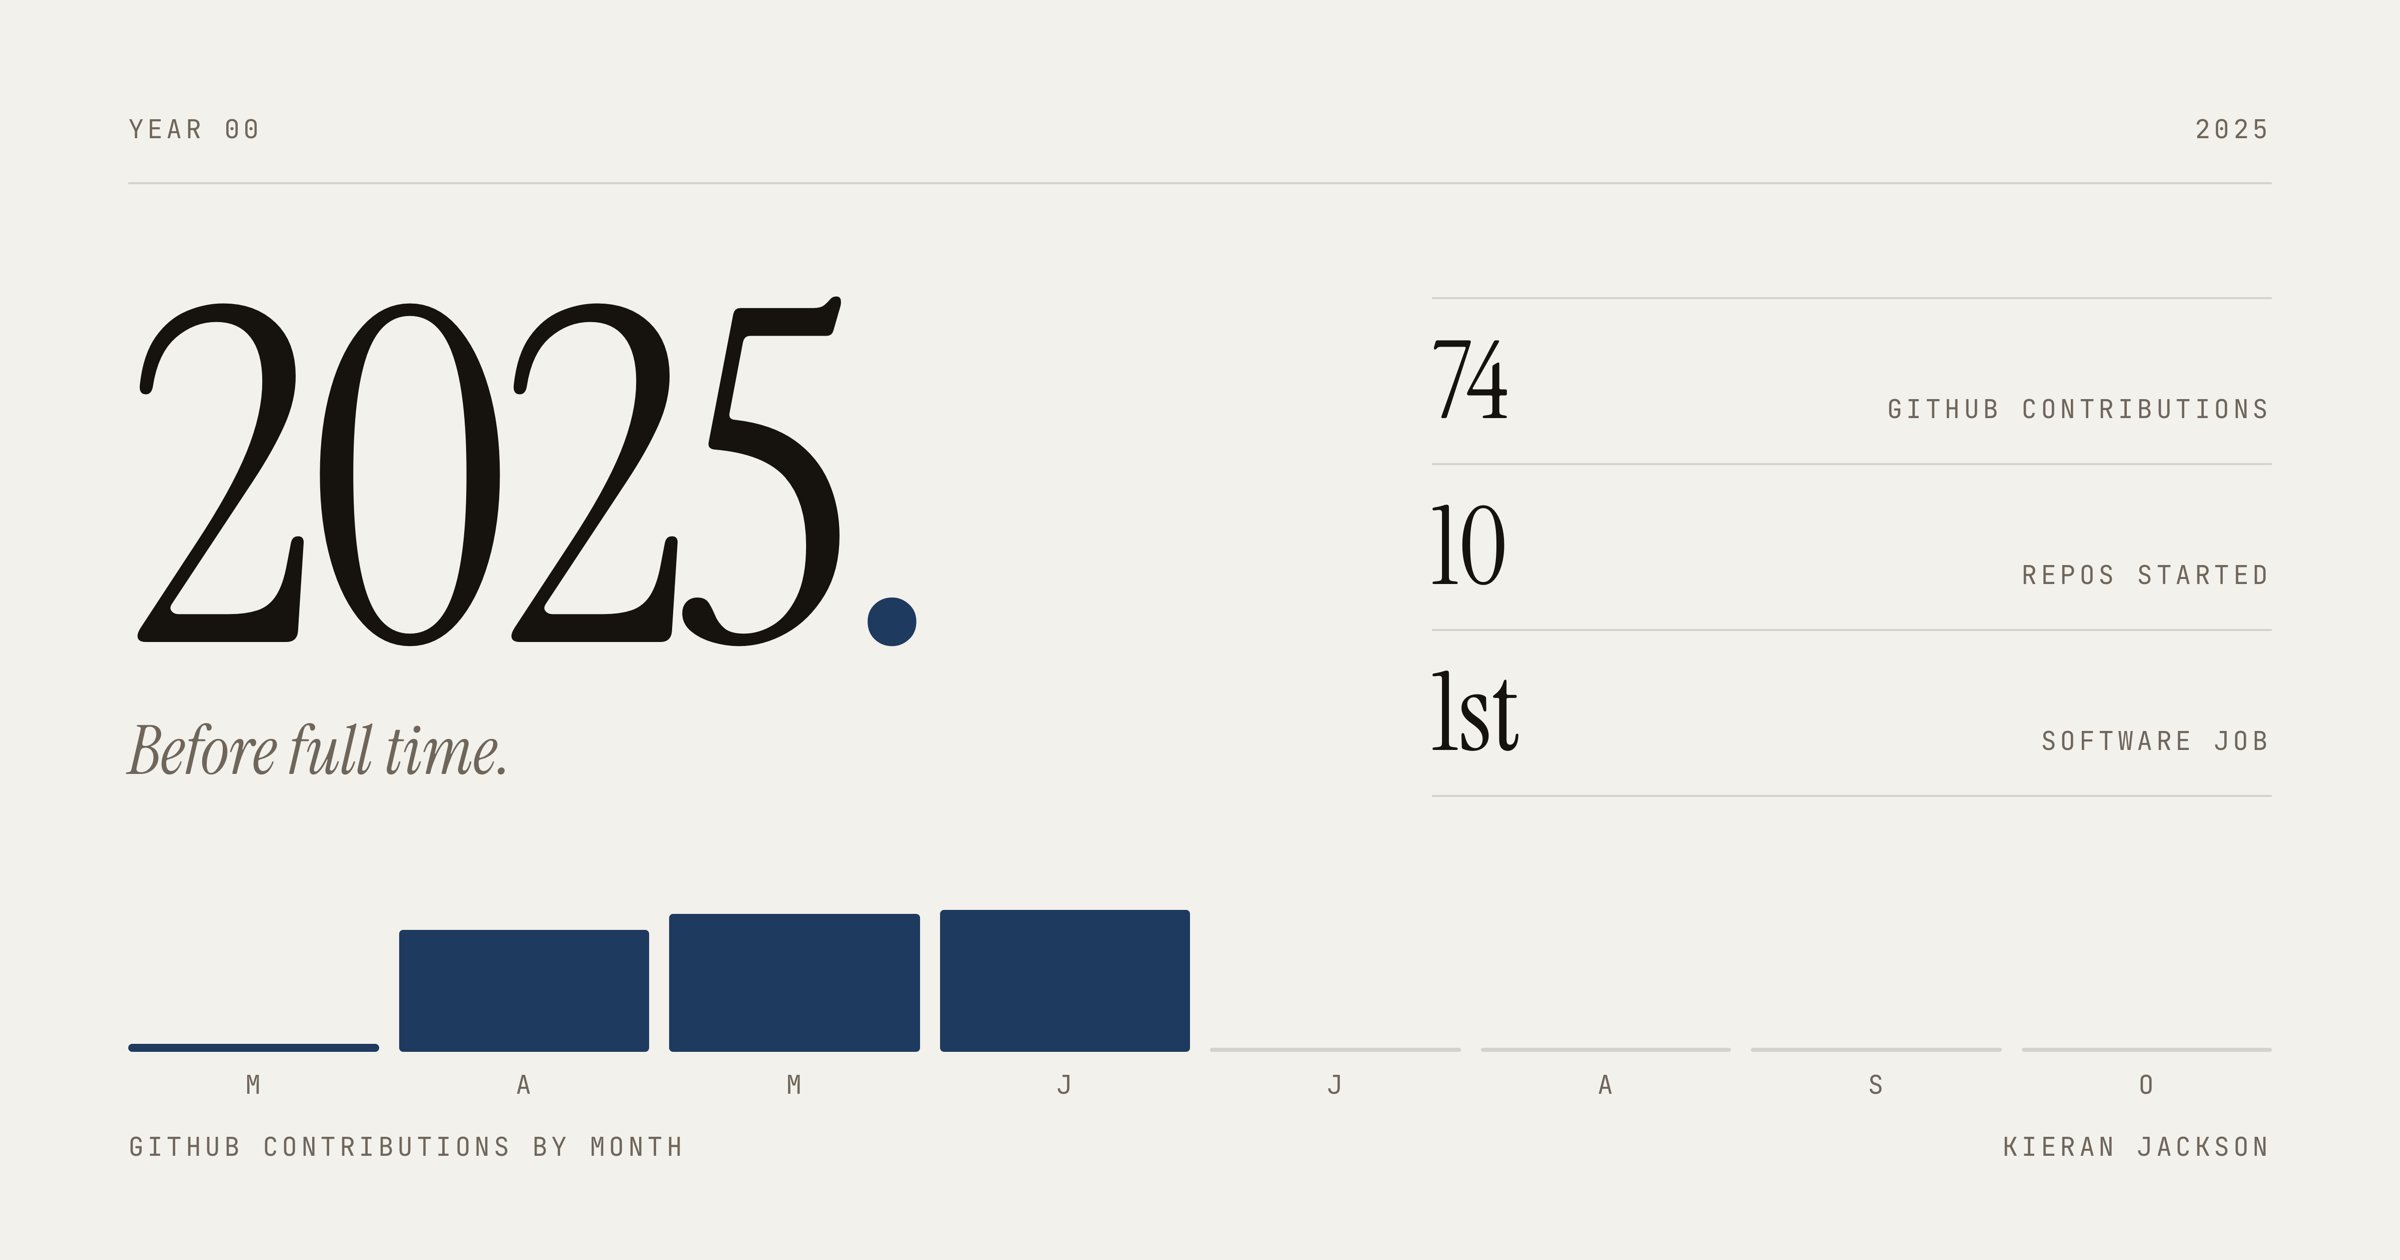 YEAR 00
2025
2025.
Before full time.
74
GITHUB CONTRIBUTIONS
10
REPOS STARTED
1st
SOFTWARE JOB
M A M J J A S O
GITHUB CONTRIBUTIONS BY MONTH
KIERAN JACKSON